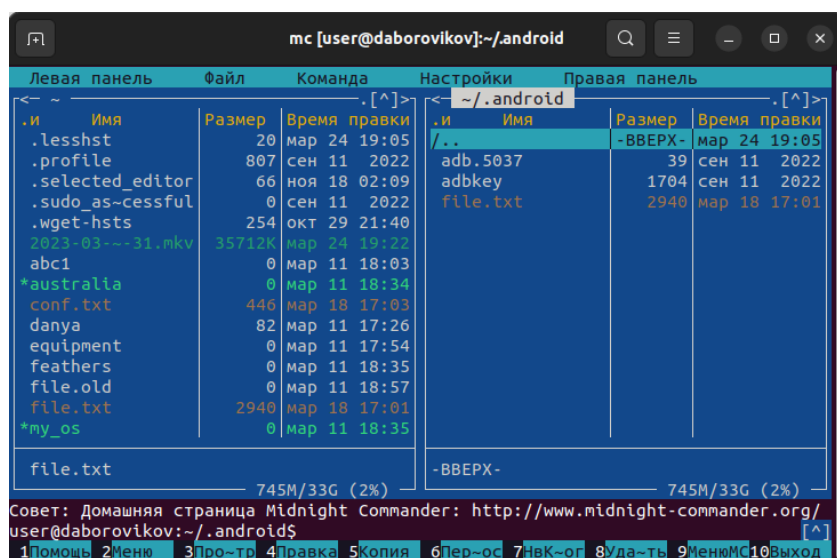 mc [user@daborovikov]:~/.android
Левая панель Файл Команда Настройки Правая панель
<— ~ .[^]> <— ~/.android .[^]>
.и Имя Размер Время правки .и Имя Размер Время правки
.lesshst 20 мар 24 19:05 /.. -ВВЕРХ- мар 24 19:05
.profile 807 сен 11 2022 adb.5037 39 сен 11 2022
.selected_editor 66 ноя 18 02:09 adbkey 1704 сен 11 2022
.sudo_as~cessful 0 сен 11 2022 file.txt 2940 мар 18 17:01
.wget-hsts 254 окт 29 21:40
2023-03-~-31.mkv 35712K мар 24 19:22
abc1 0 мар 11 18:03
*australia 0 мар 11 18:34
conf.txt 446 мар 18 17:03
danya 82 мар 11 17:26
equipment 0 мар 11 17:54
feathers 0 мар 11 18:35
file.old 0 мар 11 18:57
file.txt 2940 мар 18 17:01
*my_os 0 мар 11 18:35
file.txt -ВВЕРХ-
745M/33G (2%) 745M/33G (2%)
Совет: Домашняя страница Midnight Commander: http://www.midnight-commander.org/
user@daborovikov:~/.android$ [^]
1Помощь 2Меню 3Про~тр 4Правка 5Копия 6Пер~ос 7НвК~ог 8Уда~ть 9МенюМС 10Выход